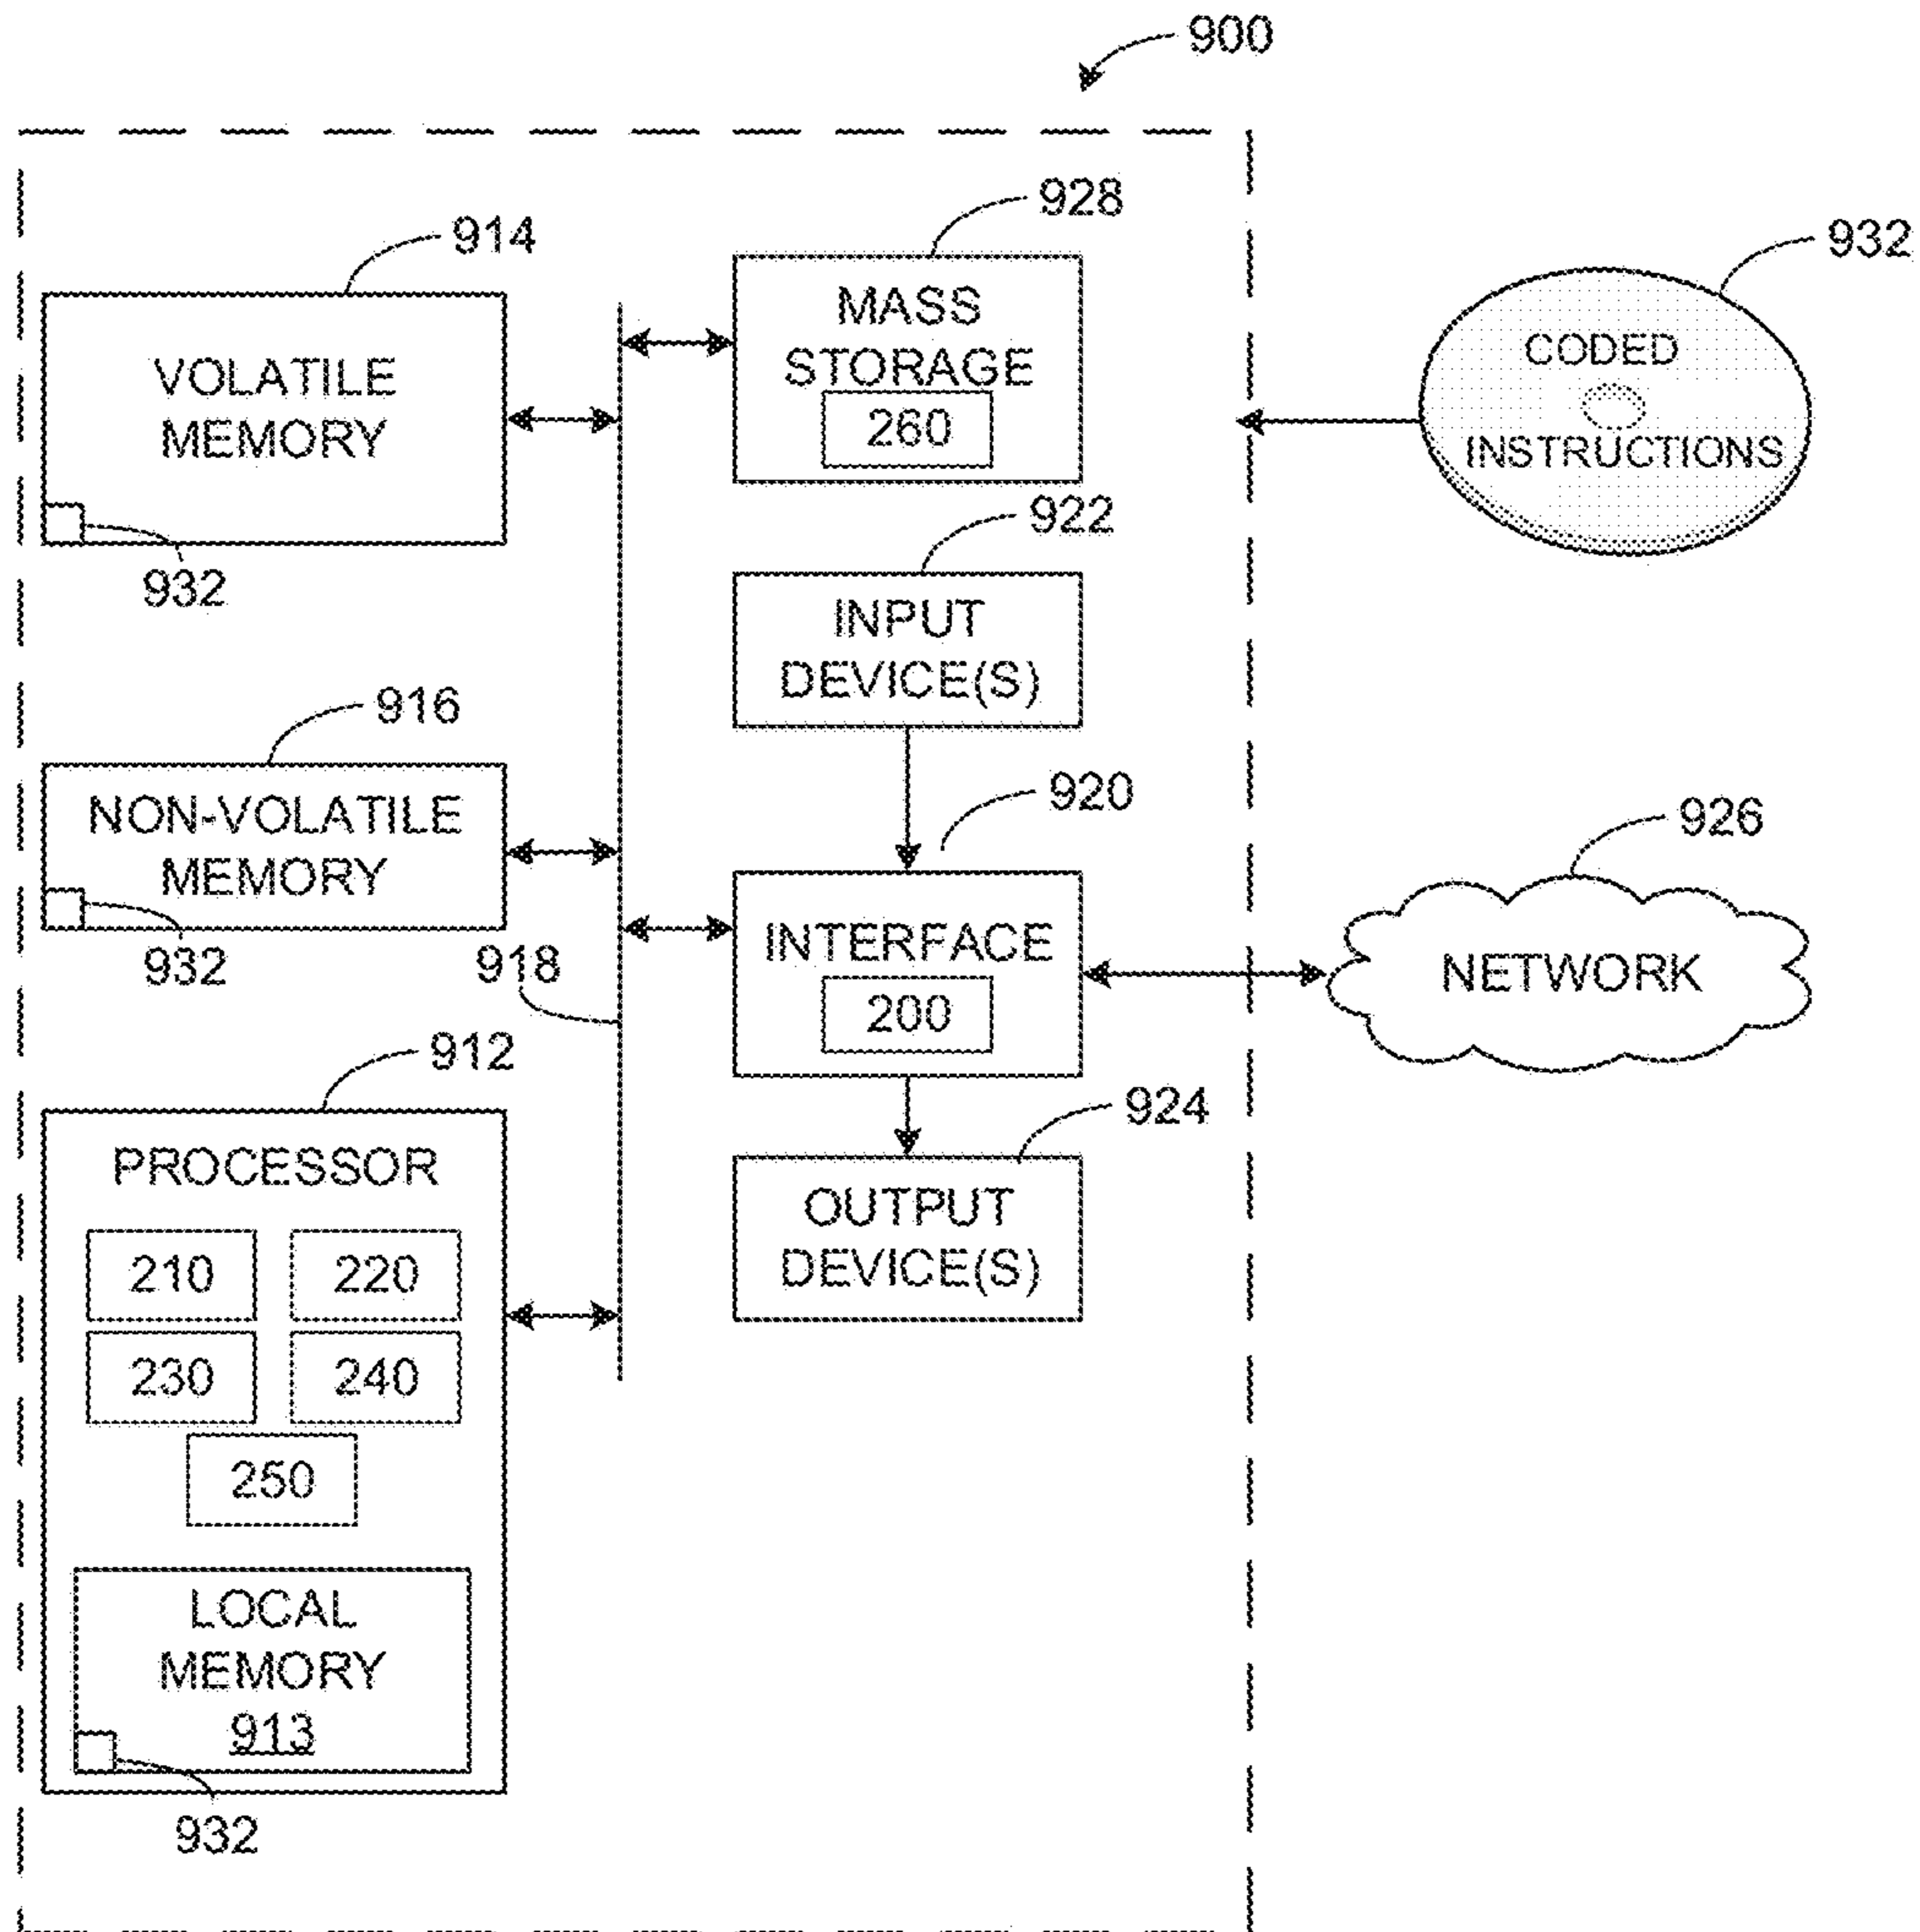 900
928
914
932
MASS
STORAGE
260
VOLATILE
MEMORY
CODED
INSTRUCTIONS
932
922
INPUT
DEVICE(S)
916
920
926
NON-VOLATILE
MEMORY
932
918
INTERFACE
200
NETWORK
912
924
PROCESSOR
OUTPUT
DEVICE(S)
210 220
230 240
250
LOCAL
MEMORY
913
932